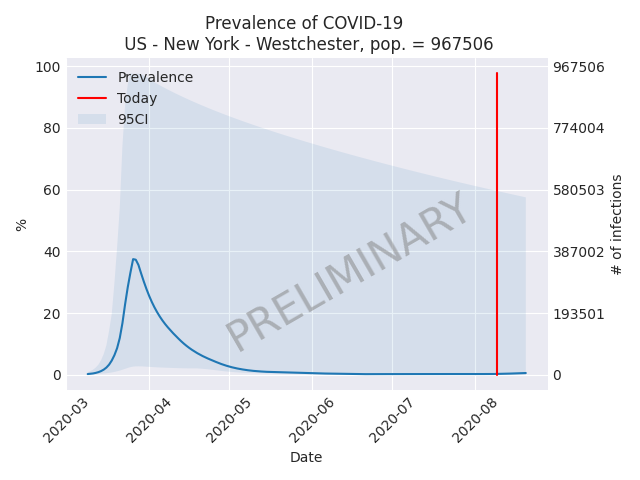 Prevalence of COVID-19
US - New York - Westchester, pop. = 967506
Prevalence
Today
95CI
100
80
60
40
20
0
%
967506
774004
580503
387002
193501
0
# of infections
PRELIMINARY
2020-03
2020-04
2020-05
2020-06
2020-07
2020-08
Date